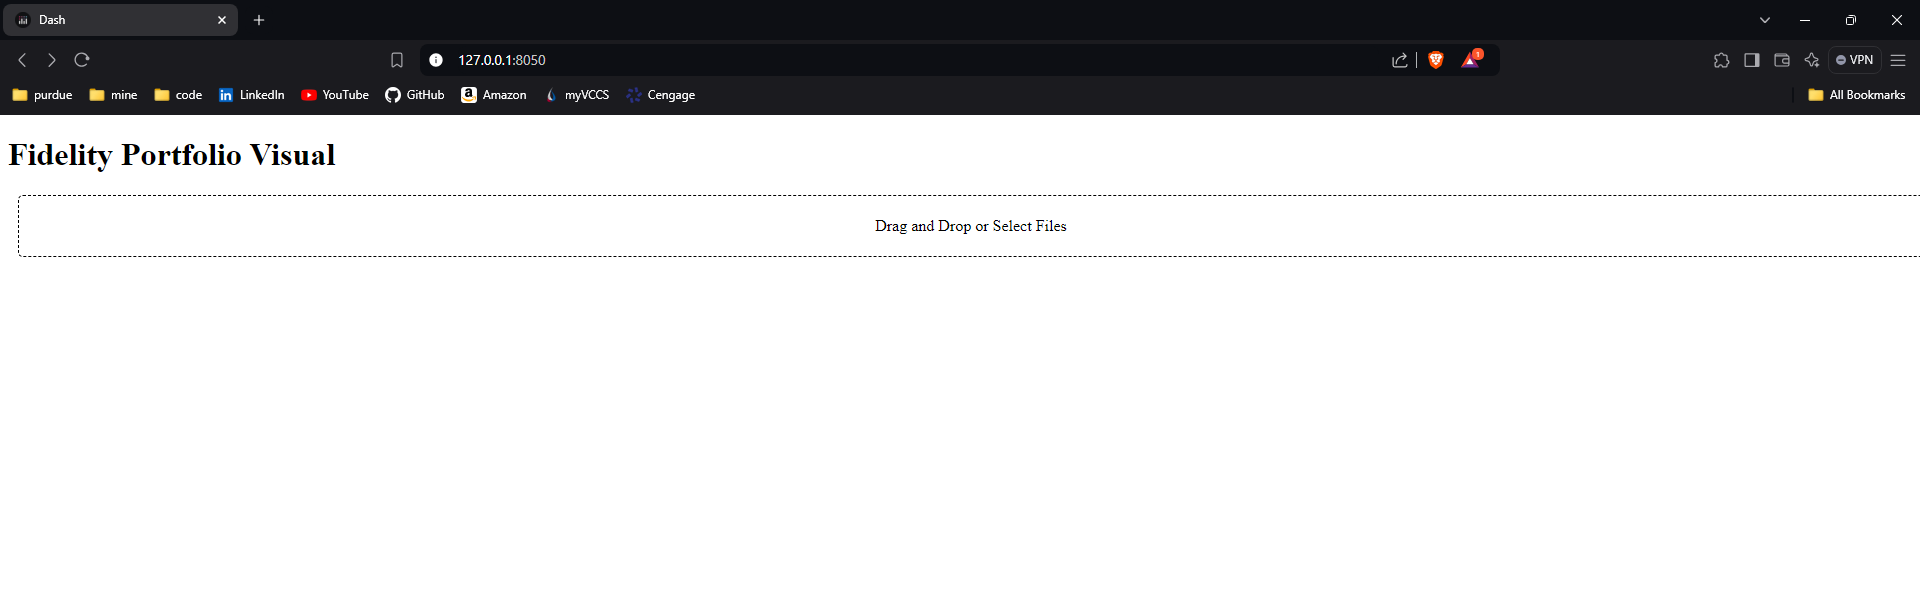 Dash
127.0.0.1:8050
1
VPN
purdue mine code LinkedIn YouTube GitHub Amazon myVCCS Cengage All Bookmarks
Fidelity Portfolio Visual
Drag and Drop or Select Files